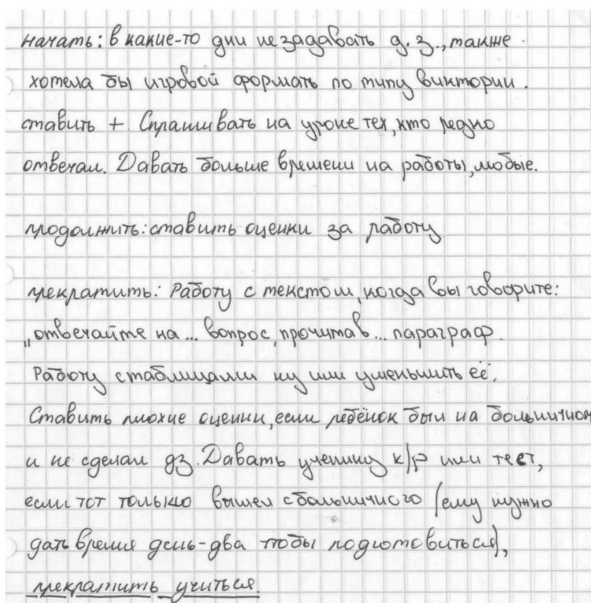 начать: в какие-то дни не задавать д.з., также
хотела бы игровой формать по типу виктории.
ставить + Спрашивать на уроке тех, кто редко
отвечал. Давать больше времени на работы, любые.
продолжить: ставить оценки за работу
прекратить: Работу с текстом, когда вы говорите:
„отвечайте на ... вопрос, прочитав ... параграф.
Работу с таблицами ну или уменьшить её.
Ставить плохие оценки, если ребёнок был на больничном
и не сделал дз. Давать ученику к/р или тест,
если тот только вышел с больничного (ему нужно
дать время день-два чтобы подготовиться),
прекратить учиться.